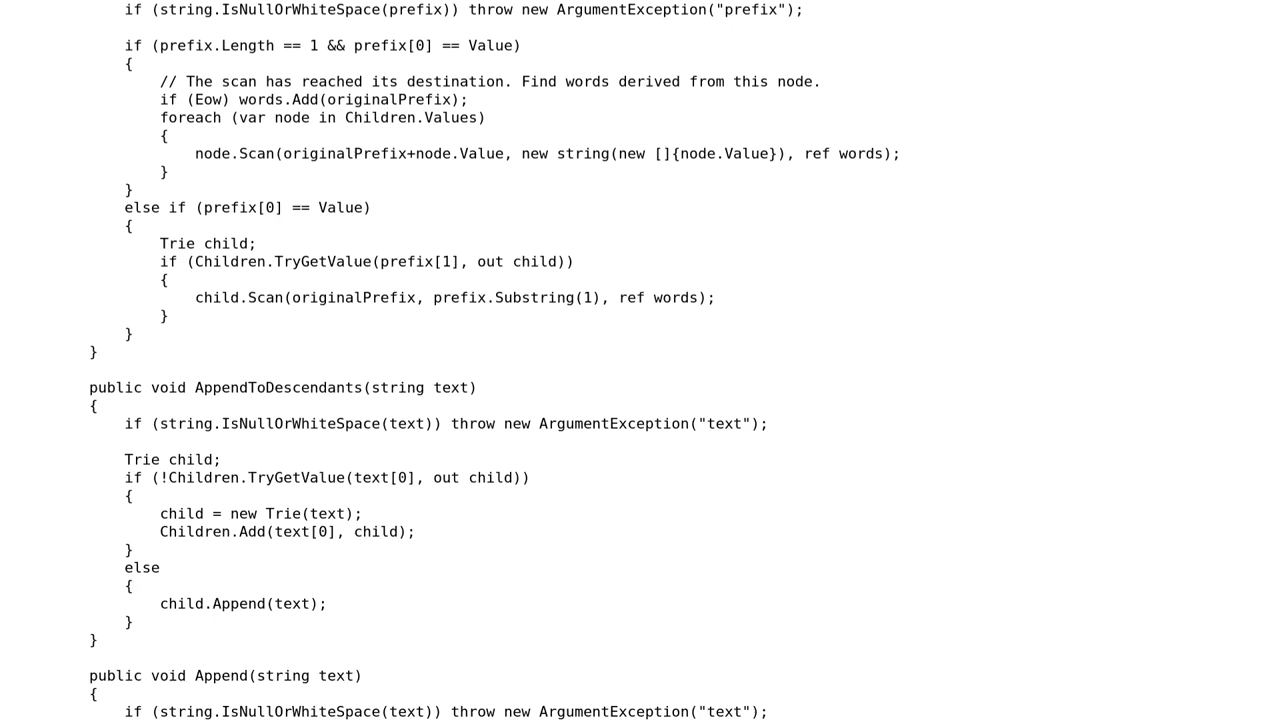 if (string.IsNullOrWhiteSpace(prefix)) throw new ArgumentException("prefix");
if (prefix.Length == 1 && prefix[0] == Value)
{
// The scan has reached its destination. Find words derived from this node.
if (Eow) words.Add(originalPrefix);
foreach (var node in Children.Values)
{
node.Scan(originalPrefix+node.Value, new string(new []{node.Value}), ref words);
}
}
else if (prefix[0] == Value)
{
Trie child;
if (Children.TryGetValue(prefix[1], out child))
{
child.Scan(originalPrefix, prefix.Substring(1), ref words);
}
}
}
public void AppendToDescendants(string text)
{
if (string.IsNullOrWhiteSpace(text)) throw new ArgumentException("text");
Trie child;
if (!Children.TryGetValue(text[0], out child))
{
child = new Trie(text);
Children.Add(text[0], child);
}
else
{
child.Append(text);
}
}
public void Append(string text)
{
if (string.IsNullOrWhiteSpace(text)) throw new ArgumentException("text");